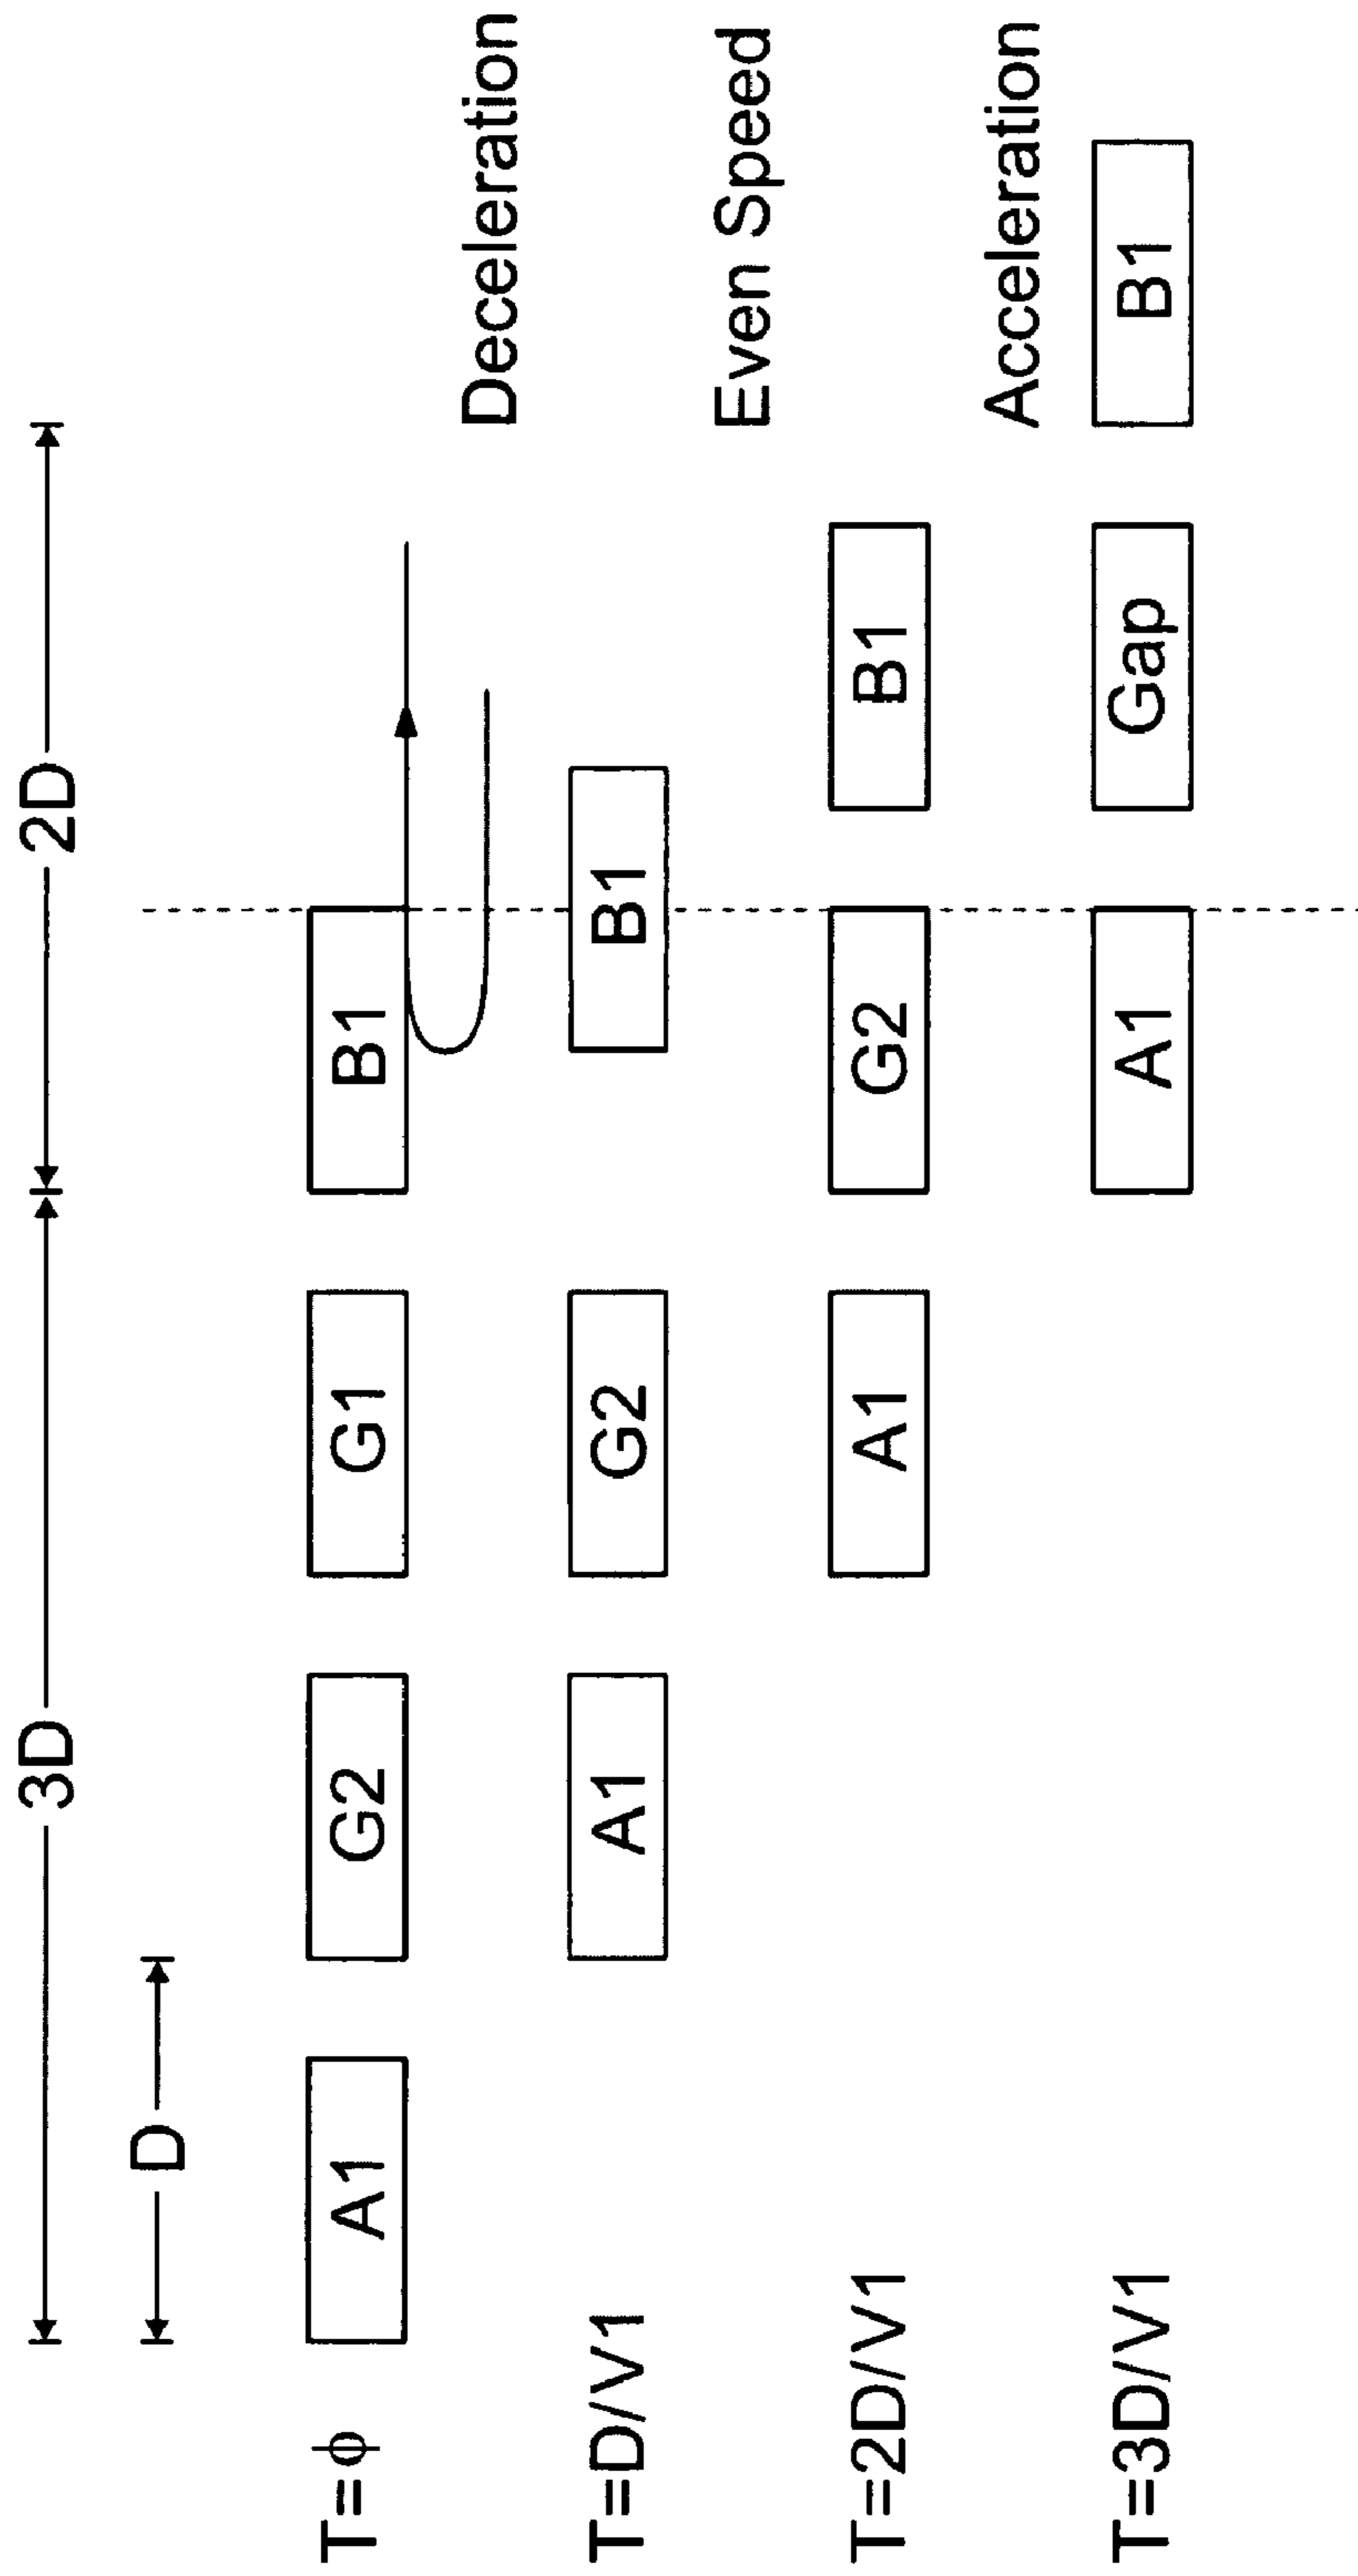 3D 2D
D
T=ϕ A1 G2 G1 B1
Deceleration
T=D/V1 A1 G2 B1
Even Speed
T=2D/V1 A1 G2 B1
Acceleration
T=3D/V1 A1 Gap B1